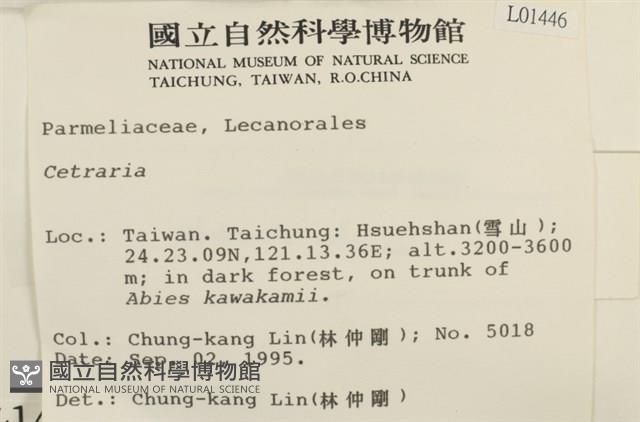 L01446
國立自然科學博物館
NATIONAL MUSEUM OF NATURAL SCIENCE
TAICHUNG, TAIWAN, R.O.CHINA
Parmeliaceae, Lecanorales
Cetraria
Loc.: Taiwan. Taichung: Hsuehshan(雪山);
24.23.09N,121.13.36E; alt.3200-3600
m; in dark forest, on trunk of
Abies kawakamii.
Col.: Chung-kang Lin(林仲剛); No. 5018
Date: Sep. 02, 1995.
國立自然科學博物館
NATIONAL MUSEUM OF NATURAL SCIENCE
Det.: Chung-kang Lin(林仲剛)